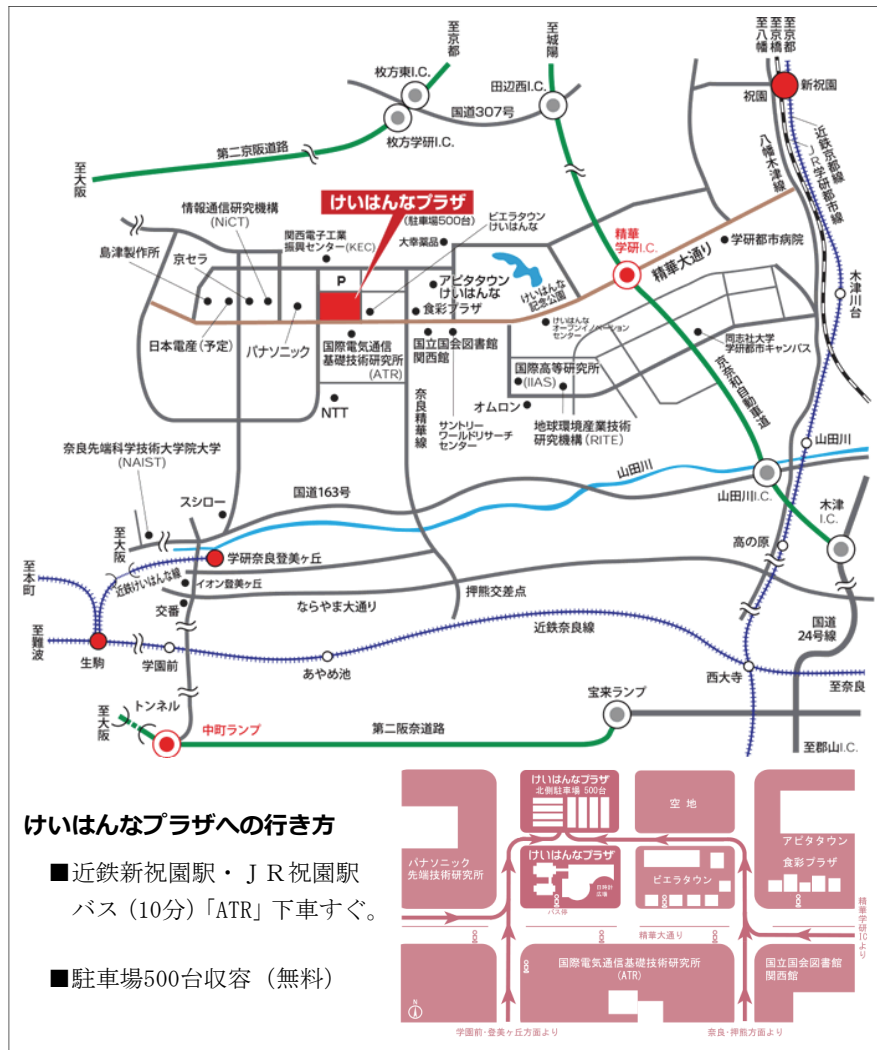 至京都
至城陽
至京都
至京橋
至八幡
枚方東I.C.
田辺西I.C.
国道307号
祝園
新祝園
枚方学研I.C.
第二京阪道路
至大阪
八幡木津線
近鉄京都線
JR学研都市線
情報通信研究機構
(NiCT)
けいはんなプラザ
(駐車場500台)
ビエラタウン
けいはんな
関西電子工業
振興センター(KEC)
大幸薬品
精華
学研I.C.
精華大通り
学研都市病院
島津製作所
京セラ
P
アピタタウン
けいはんな
食彩プラザ
けいはんな
記念公園
木津川台
日本電産(予定)
パナソニック
国際電気通信
基礎技術研究所
(ATR)
国立国会図書館
関西館
けいはんな
オープンイノベーション
センター
同志社大学
学研都市キャンパス
国際高等研究所
(IIAS)
京奈和自動車道
NTT
奈良精華線
オムロン
サントリー
ワールドリサーチ
センター
地球環境産業技術
研究機構(RITE)
奈良先端科学技術大学院大学
(NAIST)
山田川
山田川
スシロー
国道163号
山田川I.C.
木津
I.C.
至大阪
高の原
学研奈良登美ヶ丘
至本町
近鉄けいはんな線
イオン登美ヶ丘
押熊交差点
交番
ならやま大通り
国道
24号線
至難波
近鉄奈良線
生駒
学園前
あやめ池
西大寺
至奈良
トンネル
宝来ランプ
至大阪
中町ランプ
第二阪奈道路
至郡山I.C.
けいはんなプラザへの行き方
■近鉄新祝園駅・ＪＲ祝園駅
バス(10分)「ATR」下車すぐ。
■駐車場500台収容（無料）
けいはんなプラザ
北側駐車場 500台
空地
アピタタウン
食彩プラザ
パナソニック
先端技術研究所
けいはんなプラザ
日時計
広場
ピエラタウン
バス停
精華大通り
精華学研ICより
国際電気通信基礎技術研究所
(ATR)
国立国会図書館
関西館
N
学園前･登美ヶ丘方面より
奈良･押熊方面より